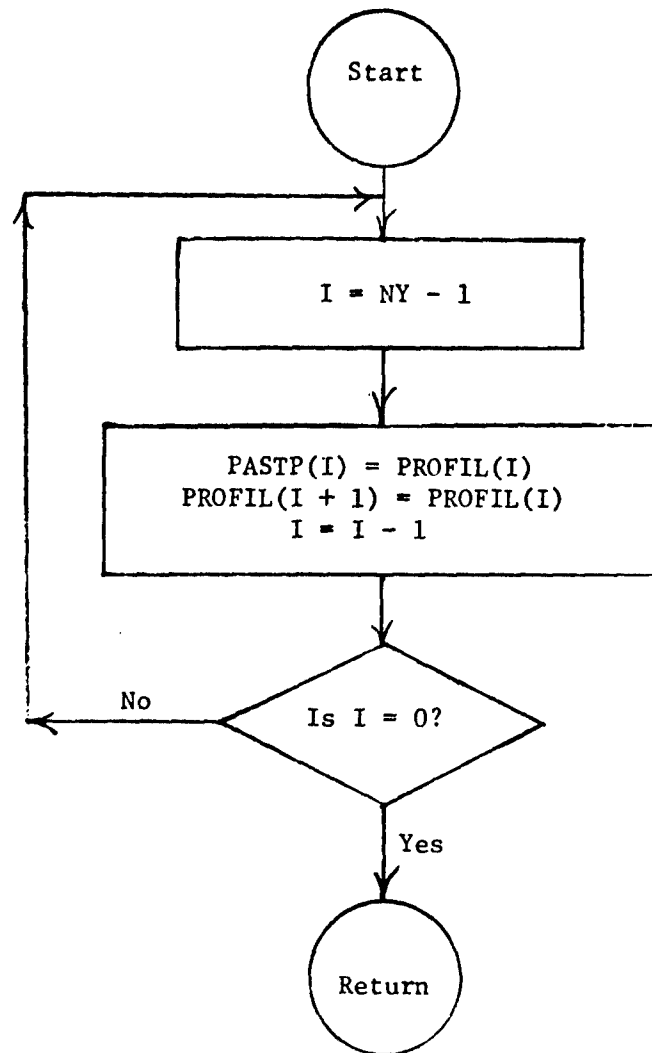 Start
I = NY - 1
PASTP(I) = PROFIL(I)
PROFIL(I + 1) = PROFIL(I)
I = I - 1
Is I = 0?
No
Yes
Return